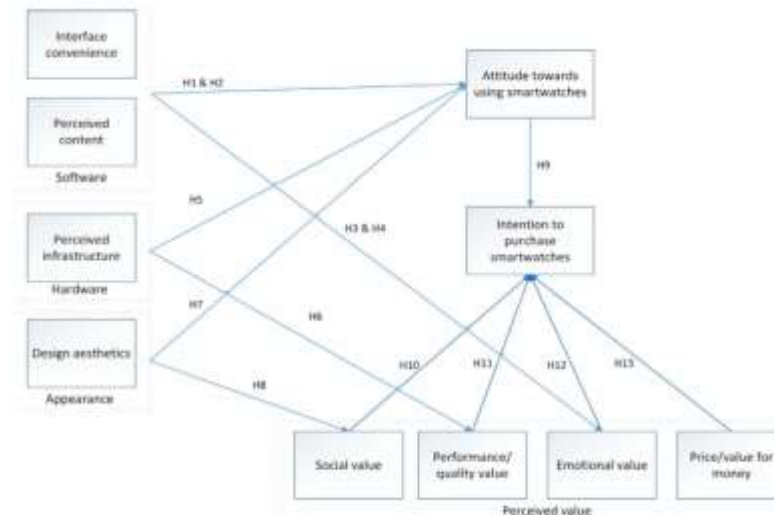 Interface
convenience
Perceived
content
Software
Perceived
infrastructure
Hardware
Design aesthetics
Appearance
H1 & H2
H5
H3 & H4
H7
H6
H8
Attitude towards
using smartwatches
H9
Intention to
purchase
smartwatches
H10
H11
H12
H13
Social value
Performance/
quality value
Emotional value
Price/value for
money
Perceived value